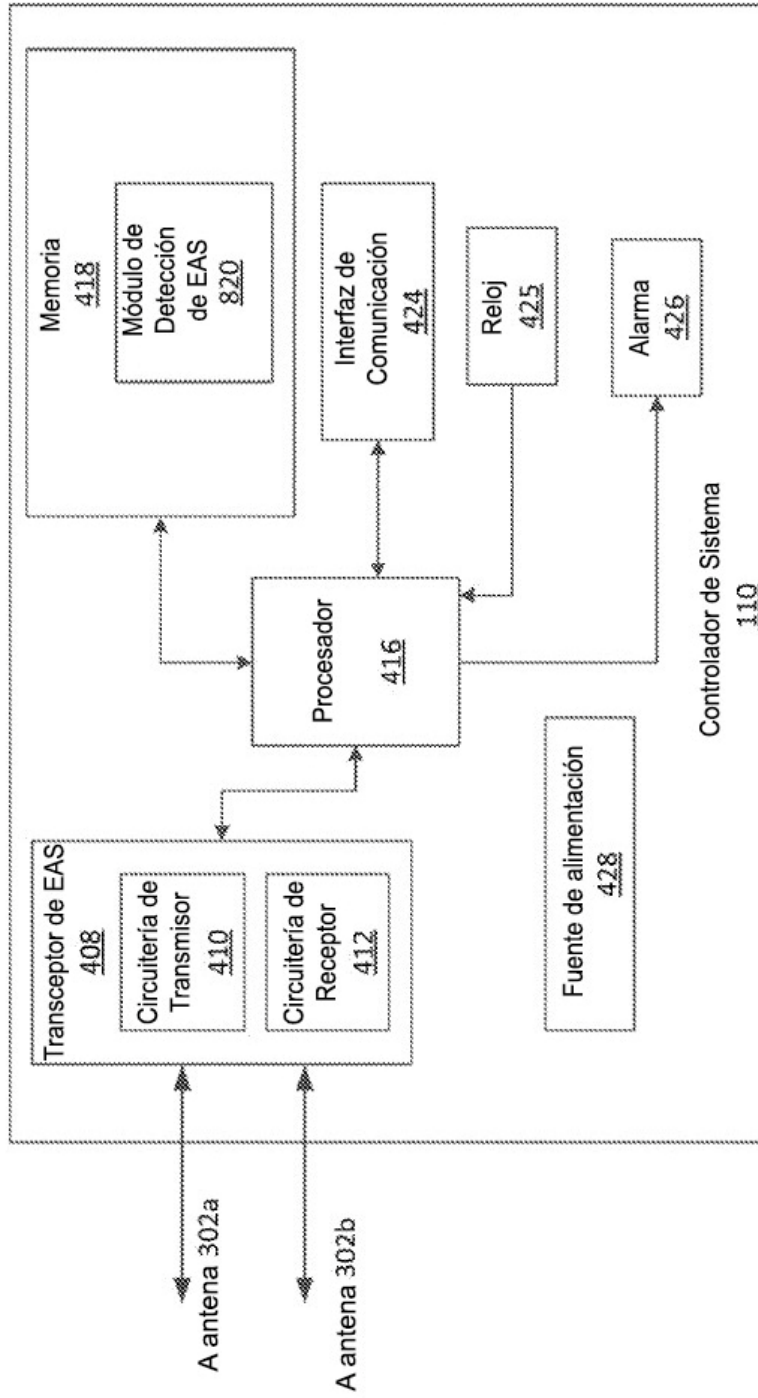 A antena 302a
A antena 302b
Transceptor de EAS
408
Circuitería de
Transmisor
410
Circuitería de
Receptor
412
Fuente de alimentación
428
Procesador
416
Memoria
418
Módulo de
Detección
de EAS
820
Interfaz de
Comunicación
424
Reloj
425
Alarma
426
Controlador de Sistema
110